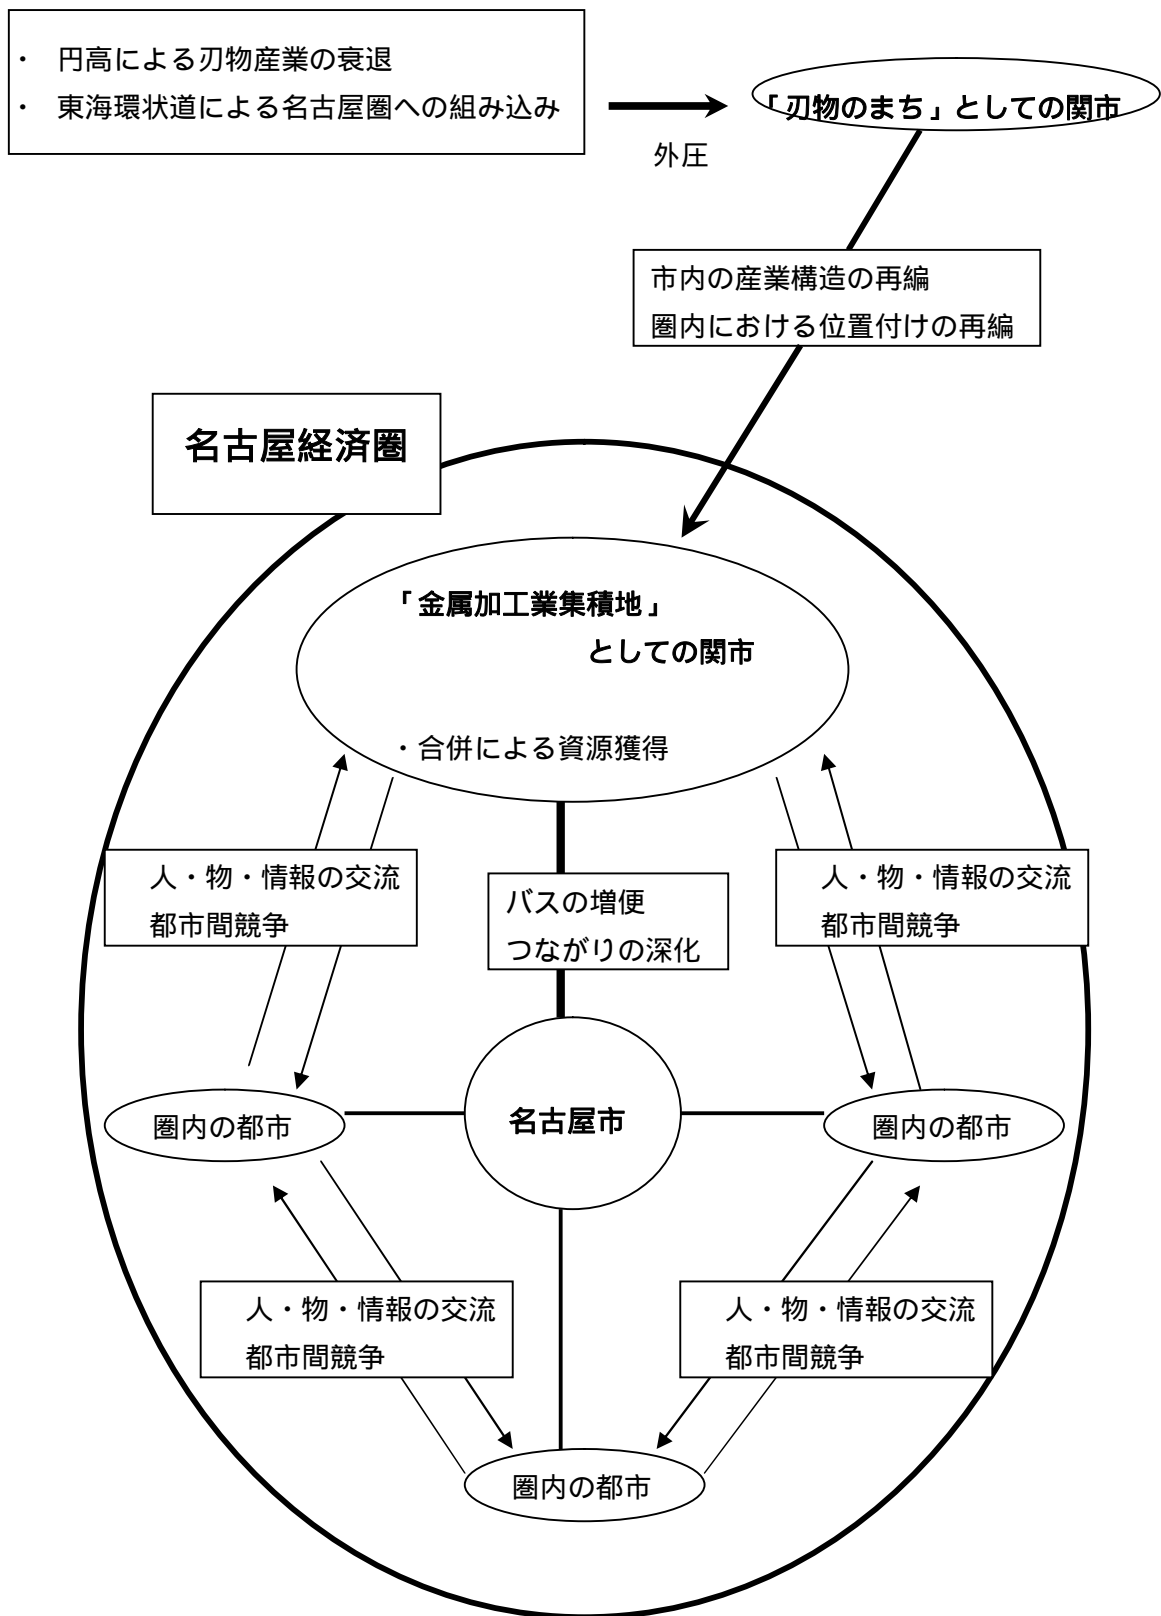 ・ 円高による刃物産業の衰退
・ 東海環状道による名古屋圏への組み込み
外圧
「刃物のまち」としての関市
市内の産業構造の再編
圏内における位置付けの再編
名古屋経済圏
「金属加工業集積地」
としての関市
・合併による資源獲得
人・物・情報の交流
都市間競争
バスの増便
つながりの深化
人・物・情報の交流
都市間競争
圏内の都市
名古屋市
圏内の都市
人・物・情報の交流
都市間競争
人・物・情報の交流
都市間競争
圏内の都市